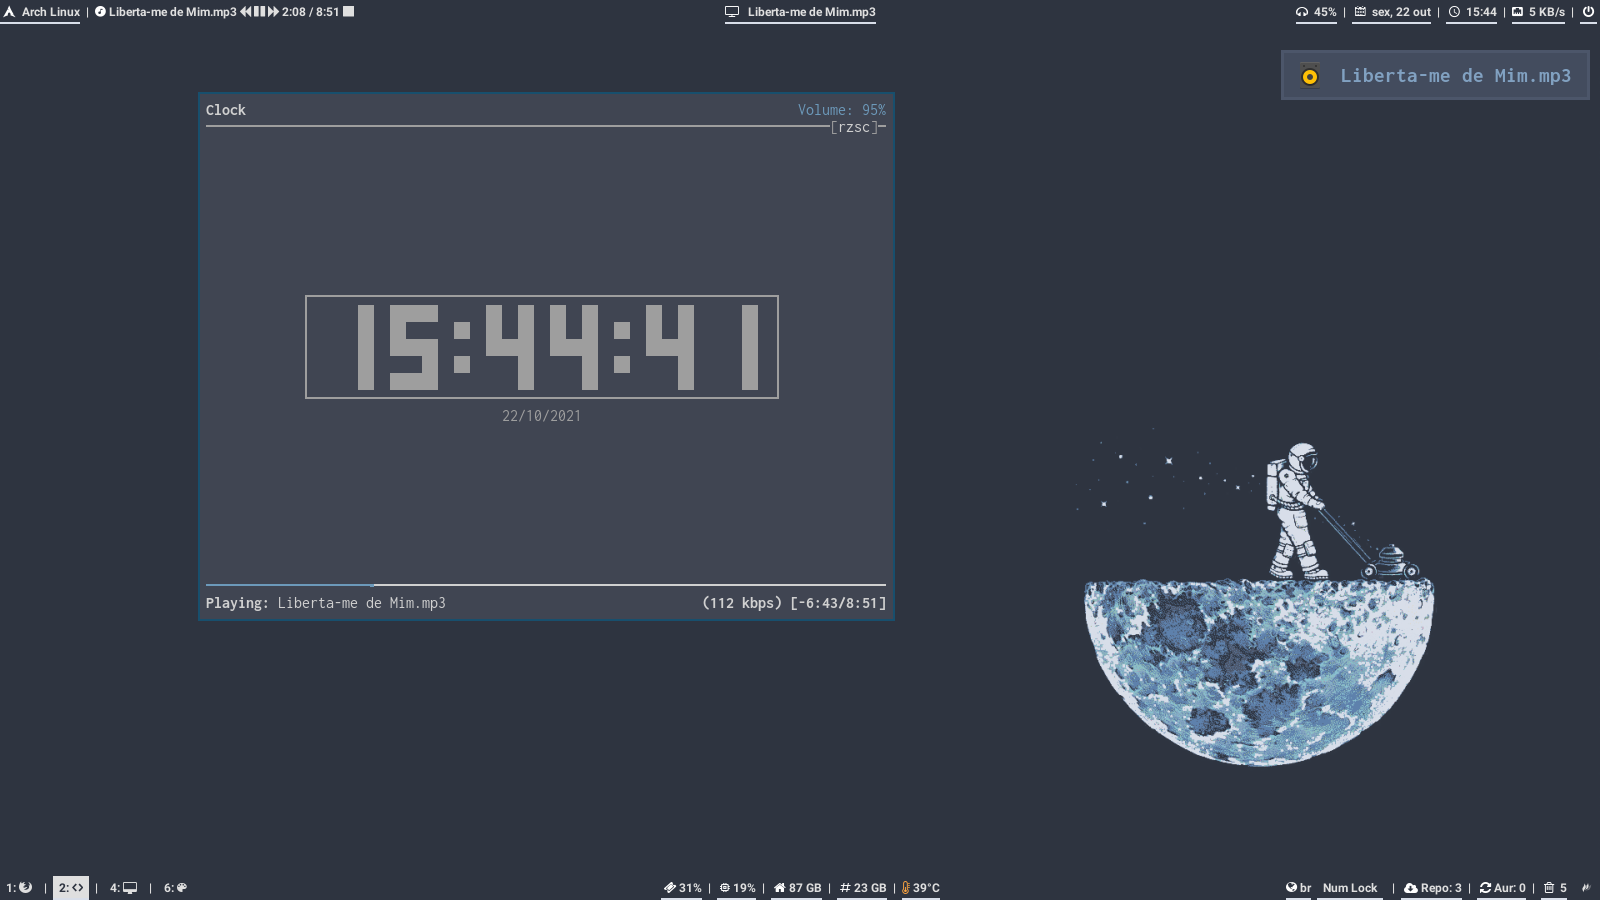 Arch Linux | Liberta-me de Mim.mp3 2:08 / 8:51
Liberta-me de Mim.mp3
45% | sex, 22 out | 15:44 | 5 KB/s |
Liberta-me de Mim.mp3
Clock Volume: 95%
[rzsc]
15:44:41
22/10/2021
Playing: Liberta-me de Mim.mp3 (112 kbps) [-6:43/8:51]
1: | 2: | 4: | 6:
31% | 19% | 87 GB | # 23 GB | 39°C
br Num Lock | Repo: 3 | Aur: 0 | 5